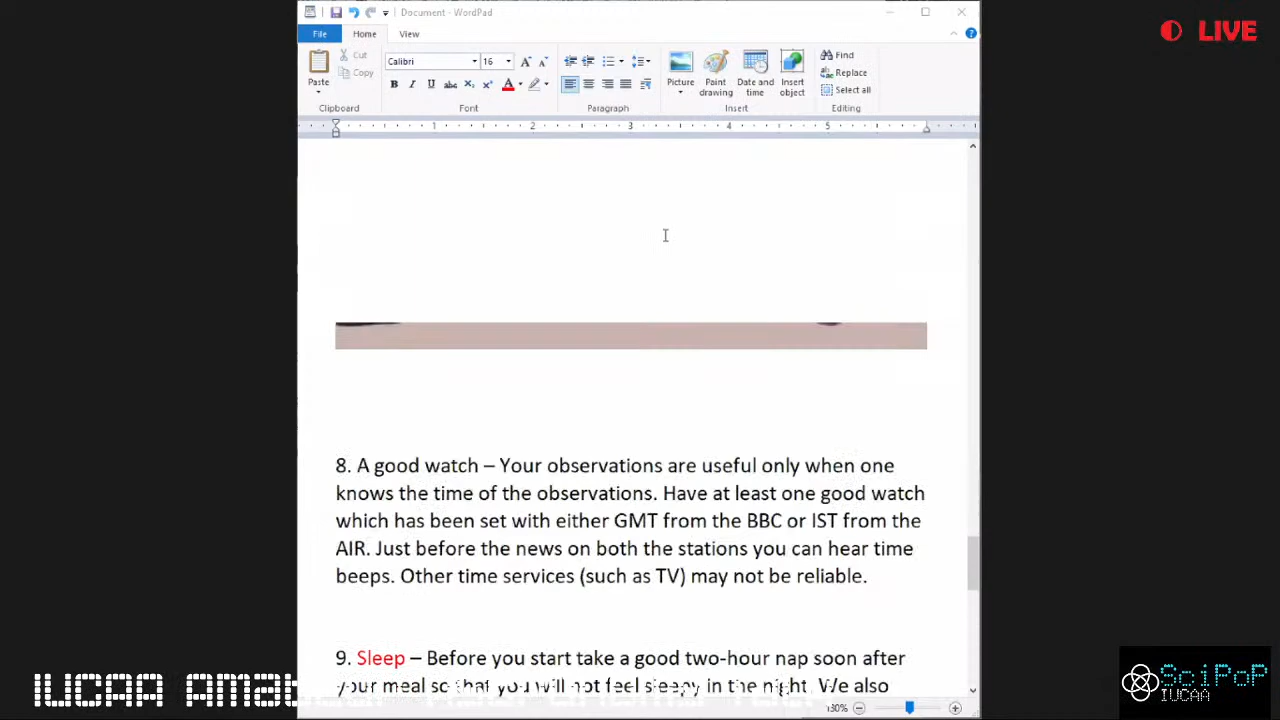 Document - WordPad
LIVE
File Home View
Paste
Cut
Copy
Clipboard
Calibri 16
Font
Paragraph
Picture
Paint drawing
Date and time
Insert object
Insert
Find
Replace
Select all
Editing
1 2 3 4 5
8. A good watch – Your observations are useful only when one
knows the time of the observations. Have at least one good watch
which has been set with either GMT from the BBC or IST from the
AIR. Just before the news on both the stations you can hear time
beeps. Other time services (such as TV) may not be reliable.
9. Sleep – Before you start take a good two-hour nap soon after
your meal so that you will not feel sleepy in the night. We also
IUCAA
130%
SciPoP
IUCAA